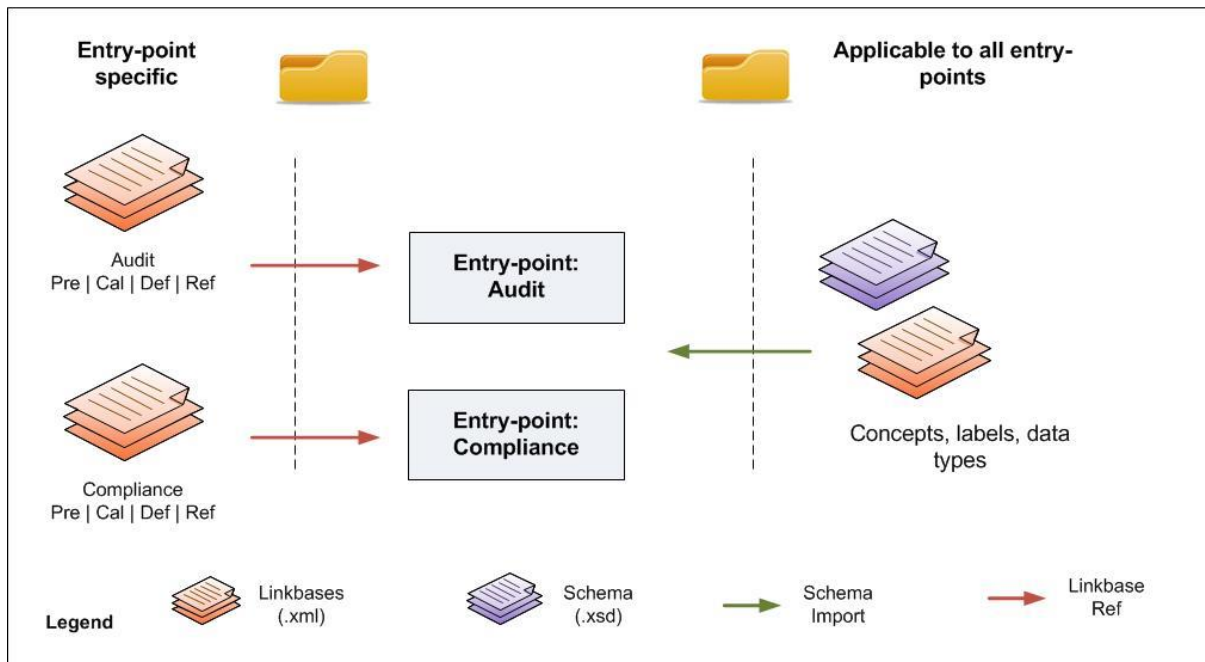 Entry-point
specific
Applicable to all entry-
points
Audit
Pre | Cal | Def | Ref
Entry-point:
Audit
Compliance
Pre | Cal | Def | Ref
Entry-point:
Compliance
Concepts, labels, data
types
Legend
Linkbases
(.xml)
Schema
(.xsd)
Schema
Import
Linkbase
Ref